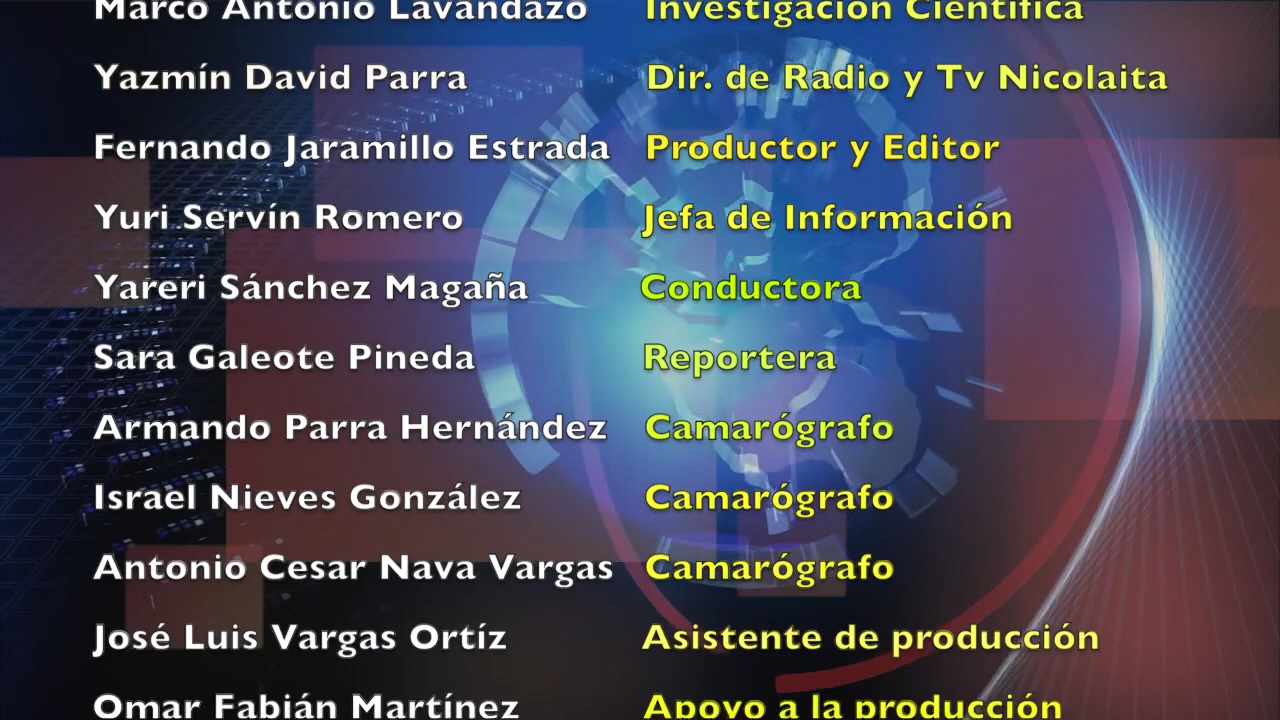 Marco Antonio Lavandazo Investigación Científica
Yazmín David Parra Dir. de Radio y Tv Nicolaita
Fernando Jaramillo Estrada Productor y Editor
Yuri Servín Romero Jefa de Información
Yareri Sánchez Magaña Conductora
Sara Galeote Pineda Reportera
Armando Parra Hernández Camarógrafo
Israel Nieves González Camarógrafo
Antonio Cesar Nava Vargas Camarógrafo
José Luis Vargas Ortíz Asistente de producción
Omar Fabián Martínez Apoyo a la producción